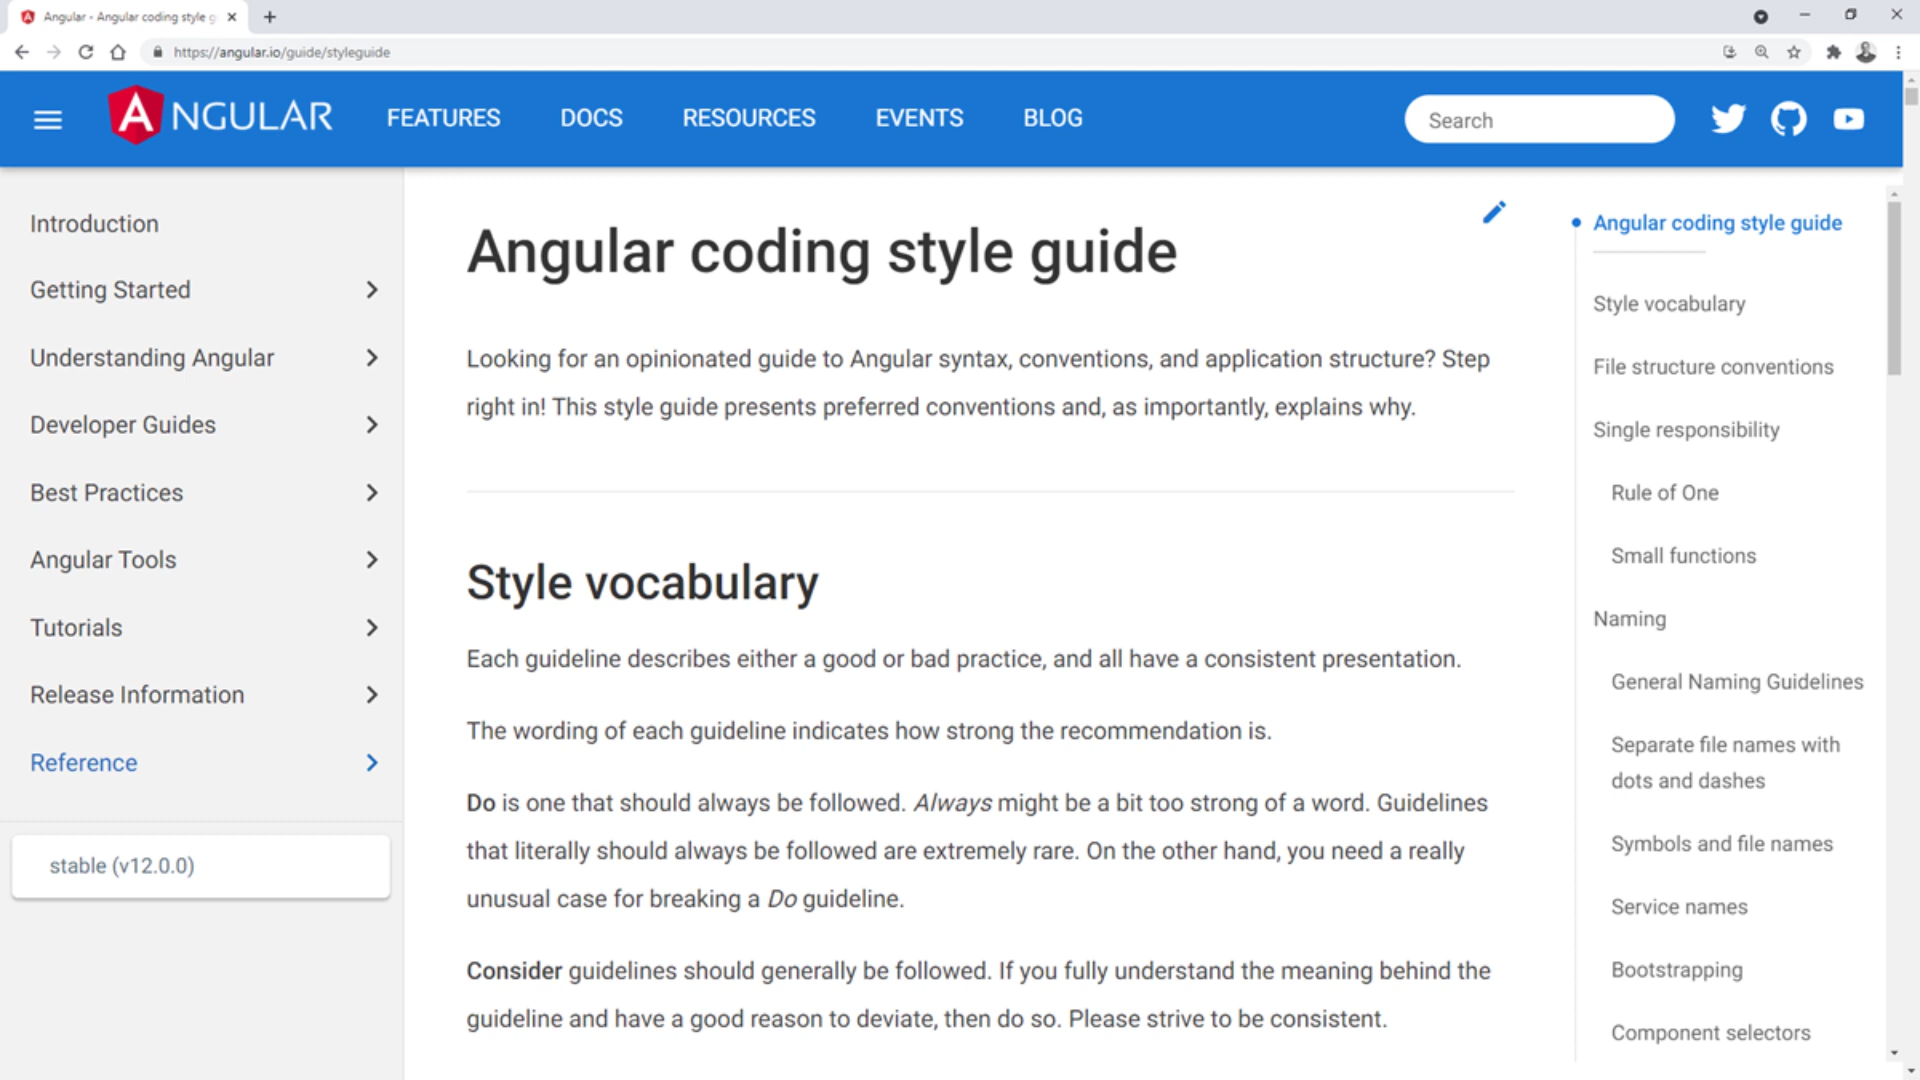 Angular - Angular coding style g
https://angular.io/guide/styleguide
ANGULAR
FEATURES
DOCS
RESOURCES
EVENTS
BLOG
Search
Introduction
Getting Started
Understanding Angular
Developer Guides
Best Practices
Angular Tools
Tutorials
Release Information
Reference
stable (v12.0.0)
Angular coding style guide
Looking for an opinionated guide to Angular syntax, conventions, and application structure? Step
right in! This style guide presents preferred conventions and, as importantly, explains why.
Style vocabulary
Each guideline describes either a good or bad practice, and all have a consistent presentation.
The wording of each guideline indicates how strong the recommendation is.
Do is one that should always be followed. Always might be a bit too strong of a word. Guidelines
that literally should always be followed are extremely rare. On the other hand, you need a really
unusual case for breaking a Do guideline.
Consider guidelines should generally be followed. If you fully understand the meaning behind the
guideline and have a good reason to deviate, then do so. Please strive to be consistent.
Angular coding style guide
Style vocabulary
File structure conventions
Single responsibility
Rule of One
Small functions
Naming
General Naming Guidelines
Separate file names with
dots and dashes
Symbols and file names
Service names
Bootstrapping
Component selectors